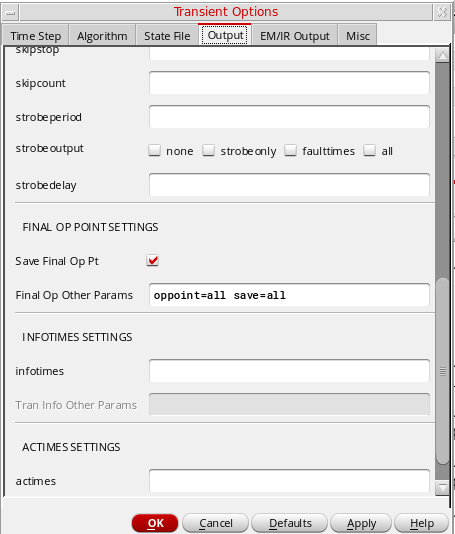 Transient Options
Time Step Algorithm State File Output EM/IR Output Misc
skipstop
skipcount
strobeperiod
strobeoutput none strobeonly faulttimes all
strobedelay
FINAL OP POINT SETTINGS
Save Final Op Pt
Final Op Other Params oppoint=all save=all
INFOTIMES SETTINGS
infotimes
Tran Info Other Params
ACTIMES SETTINGS
actimes
OK Cancel Defaults Apply Help